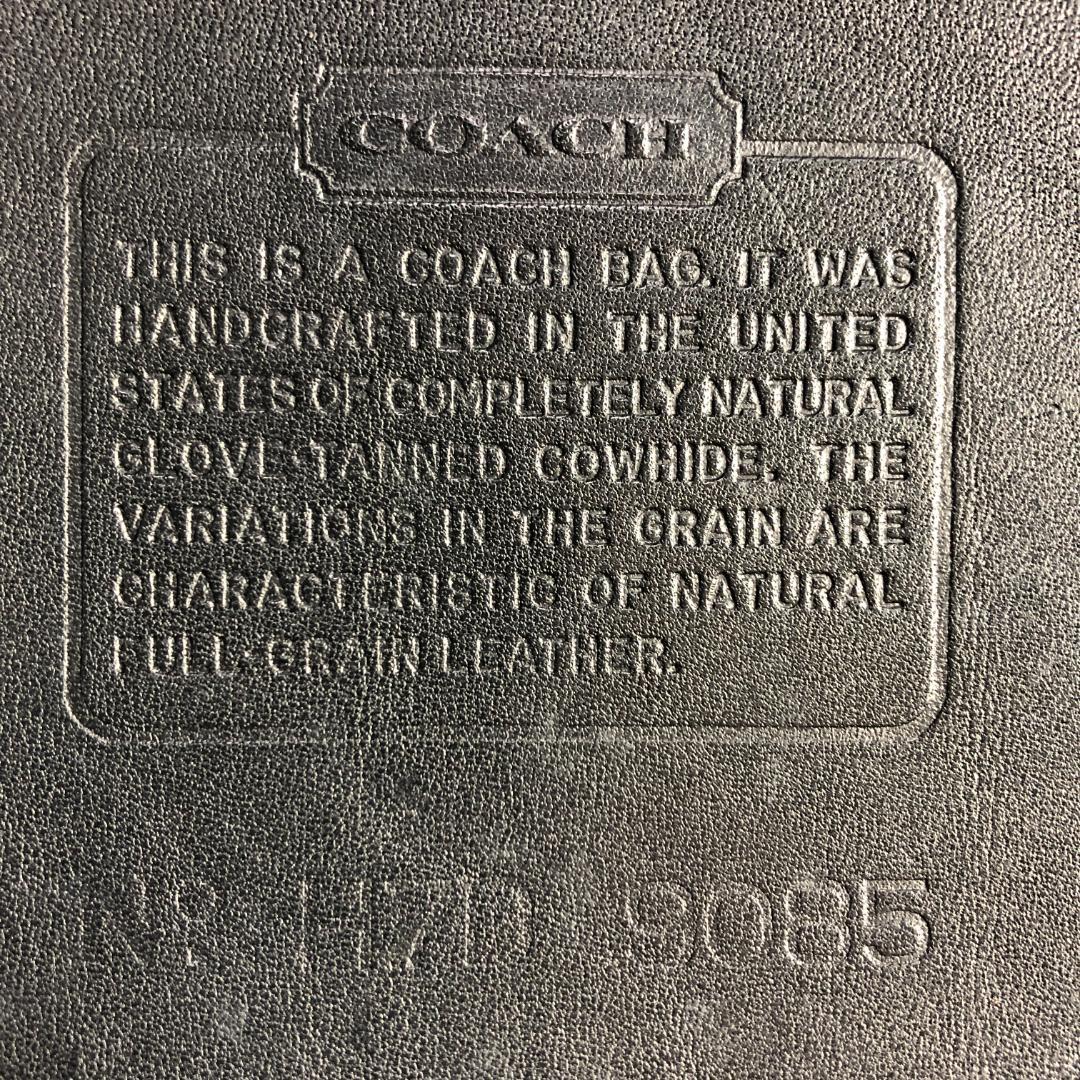 COACH
THIS IS A COACH BAG. IT WAS
HANDCRAFTED IN THE UNITED
STATES OF COMPLETELY NATURAL
GLOVE-TANNED COWHIDE. THE
VARIATIONS IN THE GRAIN ARE
CHARACTERISTIC OF NATURAL
FULL-GRAIN LEATHER.
Nº H7D 9085